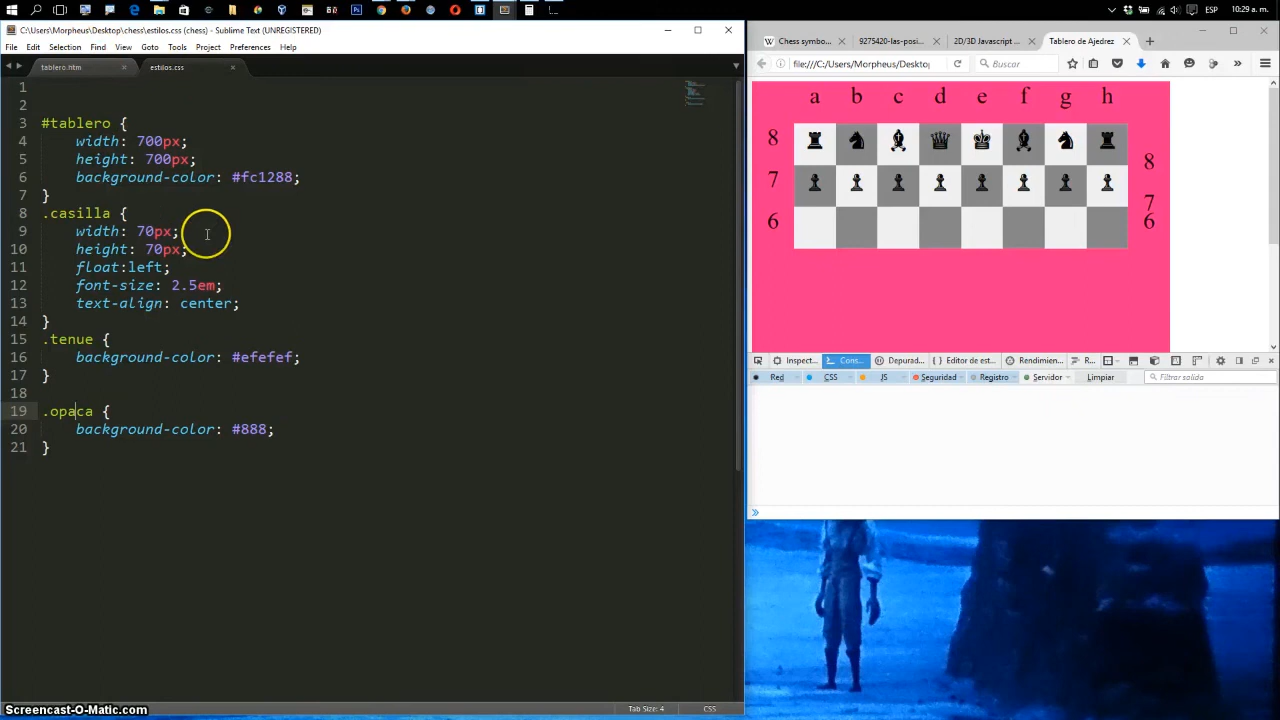 10:29 a. m.
ESP
C:\Users\Morpheus\Desktop\chess\estilos.css (chess) - Sublime Text (UNREGISTERED)
File Edit Selection Find View Goto Tools Project Preferences Help
tablero.htm × estilos.css ×
1
2
3 #tablero {
4 width: 700px;
5 height: 700px;
6 background-color: #fc1288;
7 }
8 .casilla {
9 width: 70px;
10 height: 70px;
11 float:left;
12 font-size: 2.5em;
13 text-align: center;
14 }
15 .tenue {
16 background-color: #efefef;
17 }
18
19 .opaca {
20 background-color: #888;
21 }
Tab Size: 4 CSS
Screencast-O-Matic.com
W Chess symbo × 9275420-las-posi × 2D/3D Javascript × Tablero de Ajedrez ×
file:///C:/Users/Morpheus/Desktop Buscar
a b c d e f g h
8 ♜ ♞ ♝ ♛ ♚ ♝ ♞ ♜ 8
7 ♟ ♟ ♟ ♟ ♟ ♟ ♟ ♟ 7
6 6
Inspect... Cons... Depurad... Editor de est... Rendimien... R...
Red CSS JS Seguridad Registro Servidor Limpiar Filtrar salida
»